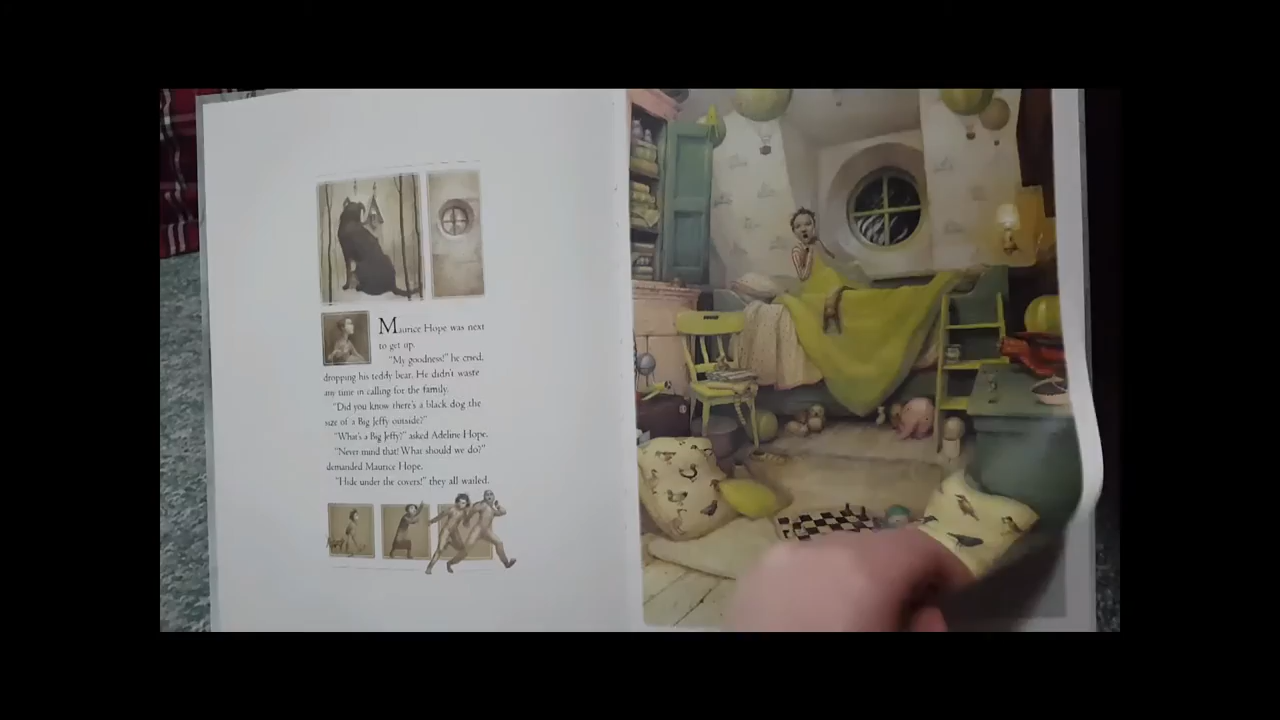 Maurice Hope was next
to get up.
"My goodness!" he cried,
dropping his teddy bear. He didn't waste
any time in calling for the family.
"Did you know there's a black dog the
size of a Big Jeffy outside?"
"What's a Big Jeffy?" asked Adeline Hope.
"Never mind that! What should we do?"
demanded Maurice Hope.
"Hide under the covers!" they all wailed.